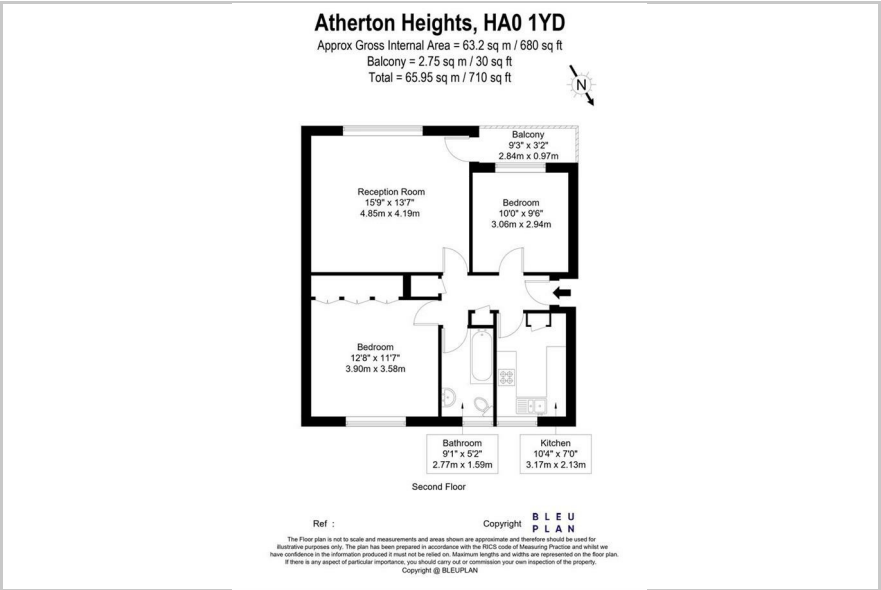 Atherton Heights, HA0 1YD
Approx Gross Internal Area = 63.2 sq m / 680 sq ft
Balcony = 2.75 sq m / 30 sq ft
Total = 65.95 sq m / 710 sq ft
N
Balcony
9'3" x 3'2"
2.84m x 0.97m
Reception Room
15'9" x 13'7"
4.85m x 4.19m
Bedroom
10'0" x 9'6"
3.06m x 2.94m
Bedroom
12'8" x 11'7"
3.90m x 3.58m
Bathroom
9'1" x 5'2"
2.77m x 1.59m
Kitchen
10'4" x 7'0"
3.17m x 2.13m
Second Floor
Ref :
Copyright
BLEU
PLAN
The Floor plan is not to scale and measurements and areas shown are approximate and therefore should be used for
illustrative purposes only. The plan has been prepared in accordance with the RICS code of Measuring Practice and whilst we
have confidence in the information produced it must not be relied on. Maximum lengths and widths are represented on the floor plan.
If there is any aspect of particular importance, you should carry out or commission your own inspection of the property.
Copyright @ BLEUPLAN